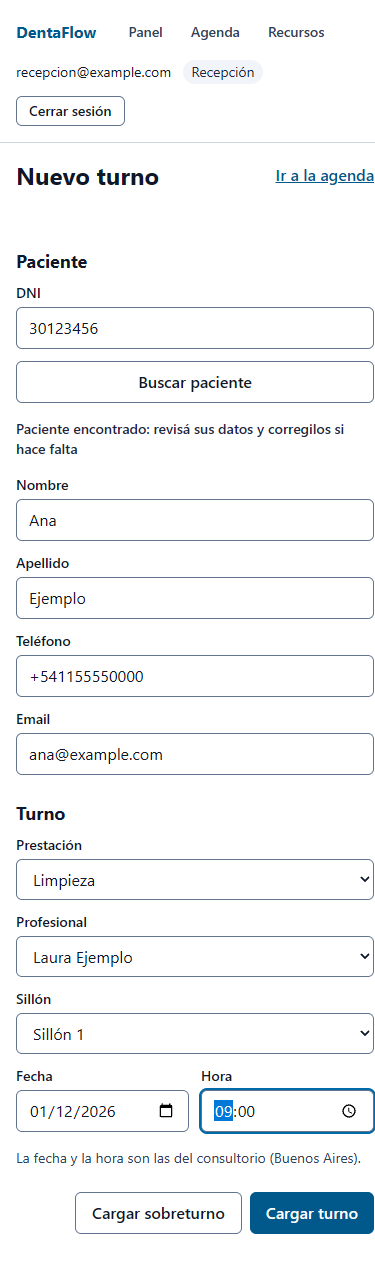 DentaFlow Panel Agenda Recursos
recepcion@example.com Recepción
Cerrar sesión
Nuevo turno Ir a la agenda
Paciente
DNI
30123456
Buscar paciente
Paciente encontrado: revisá sus datos y corregilos si
hace falta
Nombre
Ana
Apellido
Ejemplo
Teléfono
+541155550000
Email
ana@example.com
Turno
Prestación
Limpieza
Profesional
Laura Ejemplo
Sillón
Sillón 1
Fecha Hora
01/12/2026 09:00
La fecha y la hora son las del consultorio (Buenos Aires).
Cargar sobreturno Cargar turno